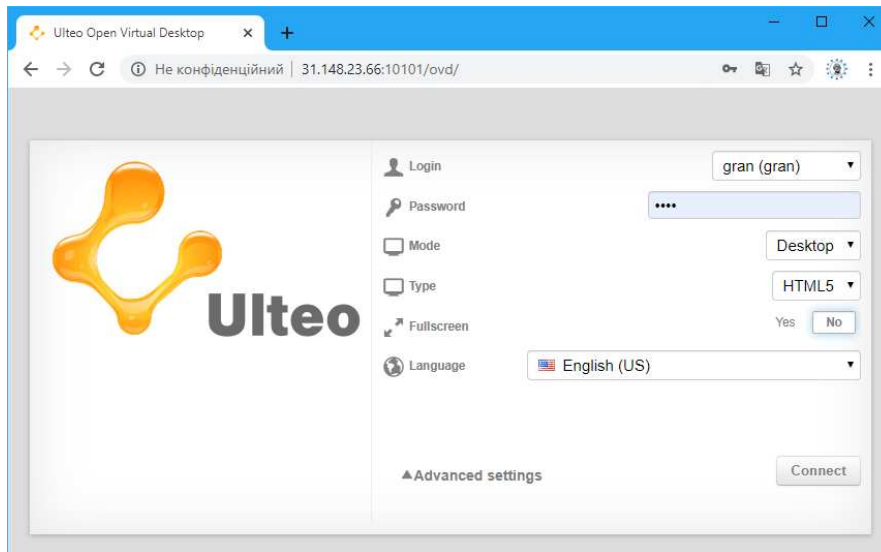 Ulteo Open Virtual Desktop
Не конфіденційний | 31.148.23.66:10101/ovd/
Login gran (gran)
Password ••••
Mode Desktop
Type HTML5
Ulteo
Fullscreen Yes No
Language English (US)
Advanced settings Connect